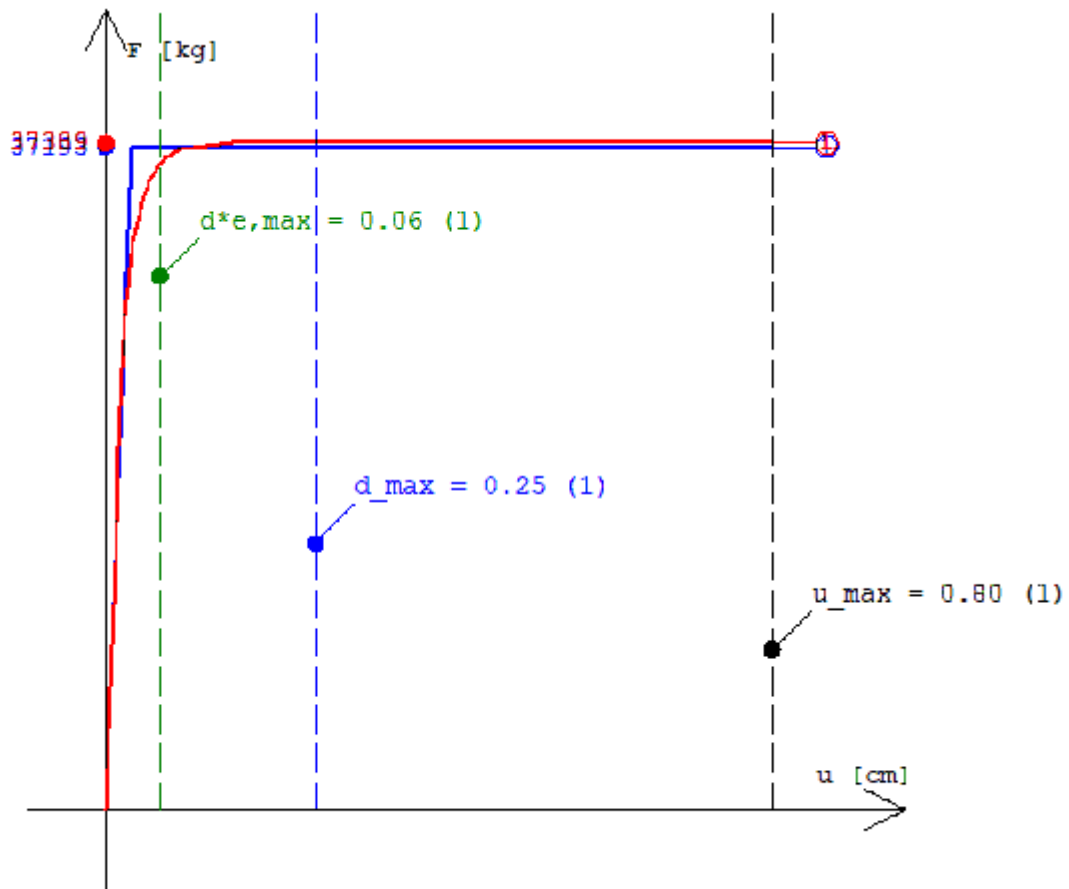 F [kg]
d*e,max = 0.06 (1)
d_max = 0.25 (1)
u_max = 0.80 (1)
u [cm]